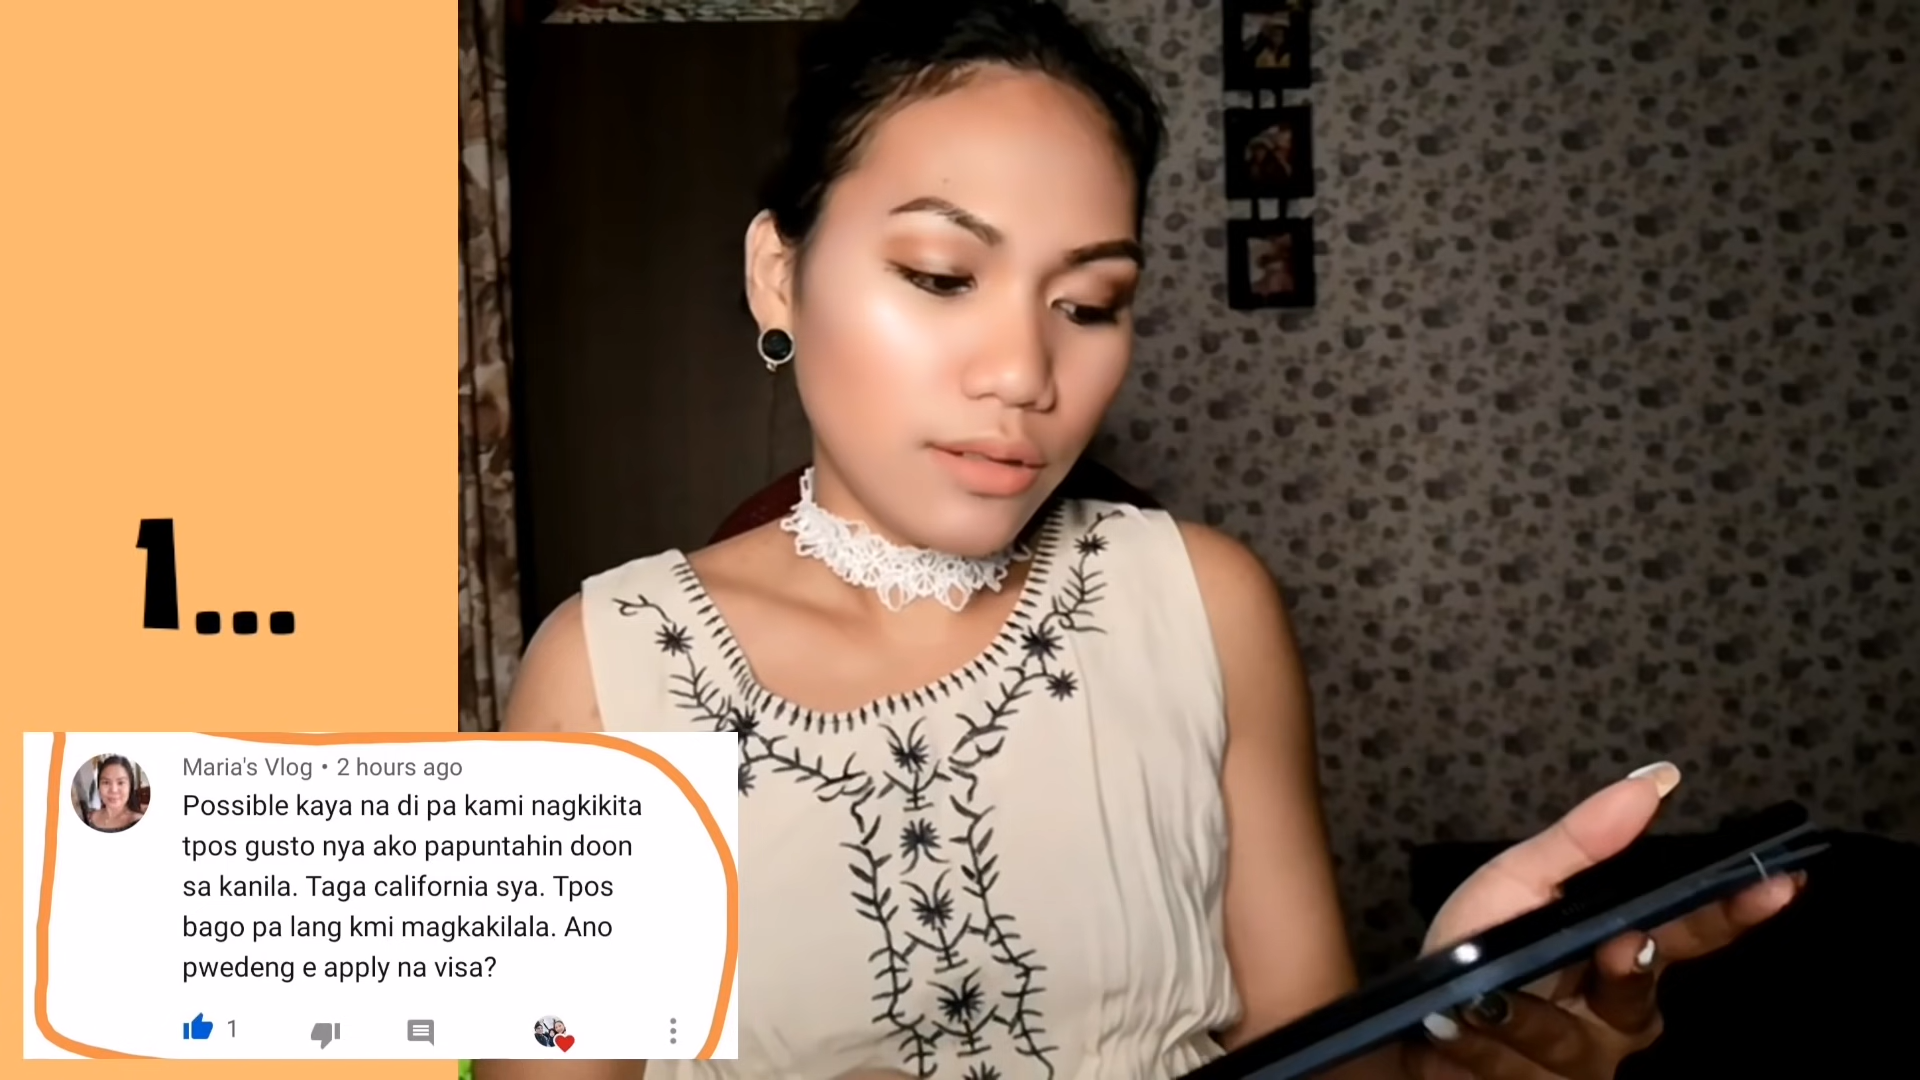 1...
Maria's Vlog • 2 hours ago
Possible kaya na di pa kami nagkikita
tpos gusto nya ako papuntahin doon
sa kanila. Taga california sya. Tpos
bago pa lang kmi magkakilala. Ano
pwedeng e apply na visa?
1